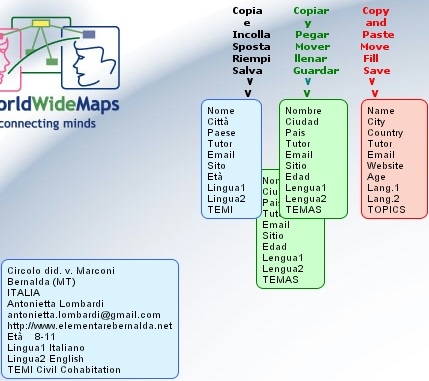 Copia
e
Incolla
Sposta
Riempi
Salva
v
v
Copiar
y
Pegar
Mover
llenar
Guardar
v
v
Copy
and
Paste
Move
Fill
Save
v
v
orldWideMaps
connecting minds
Nome
Città
Paese
Tutor
Email
Sito
Età
Lingua1
Lingua2
TEMI
Nombre
Ciudad
Pais
Tutor
Email
Sitio
Edad
Lengua1
Lengua2
TEMAS
Name
City
Country
Tutor
Email
Website
Age
Lang.1
Lang.2
TOPICS
Email
Sitio
Edad
Lengua1
Lengua2
TEMAS
Circolo did. v. Marconi
Bernalda (MT)
ITALIA
Antonietta Lombardi
antonietta.lombardi@gmail.com
http://www.elementarebernalda.net
Età 8-11
Lingua1 Italiano
Lingua2 English
TEMI Civil Cohabitation